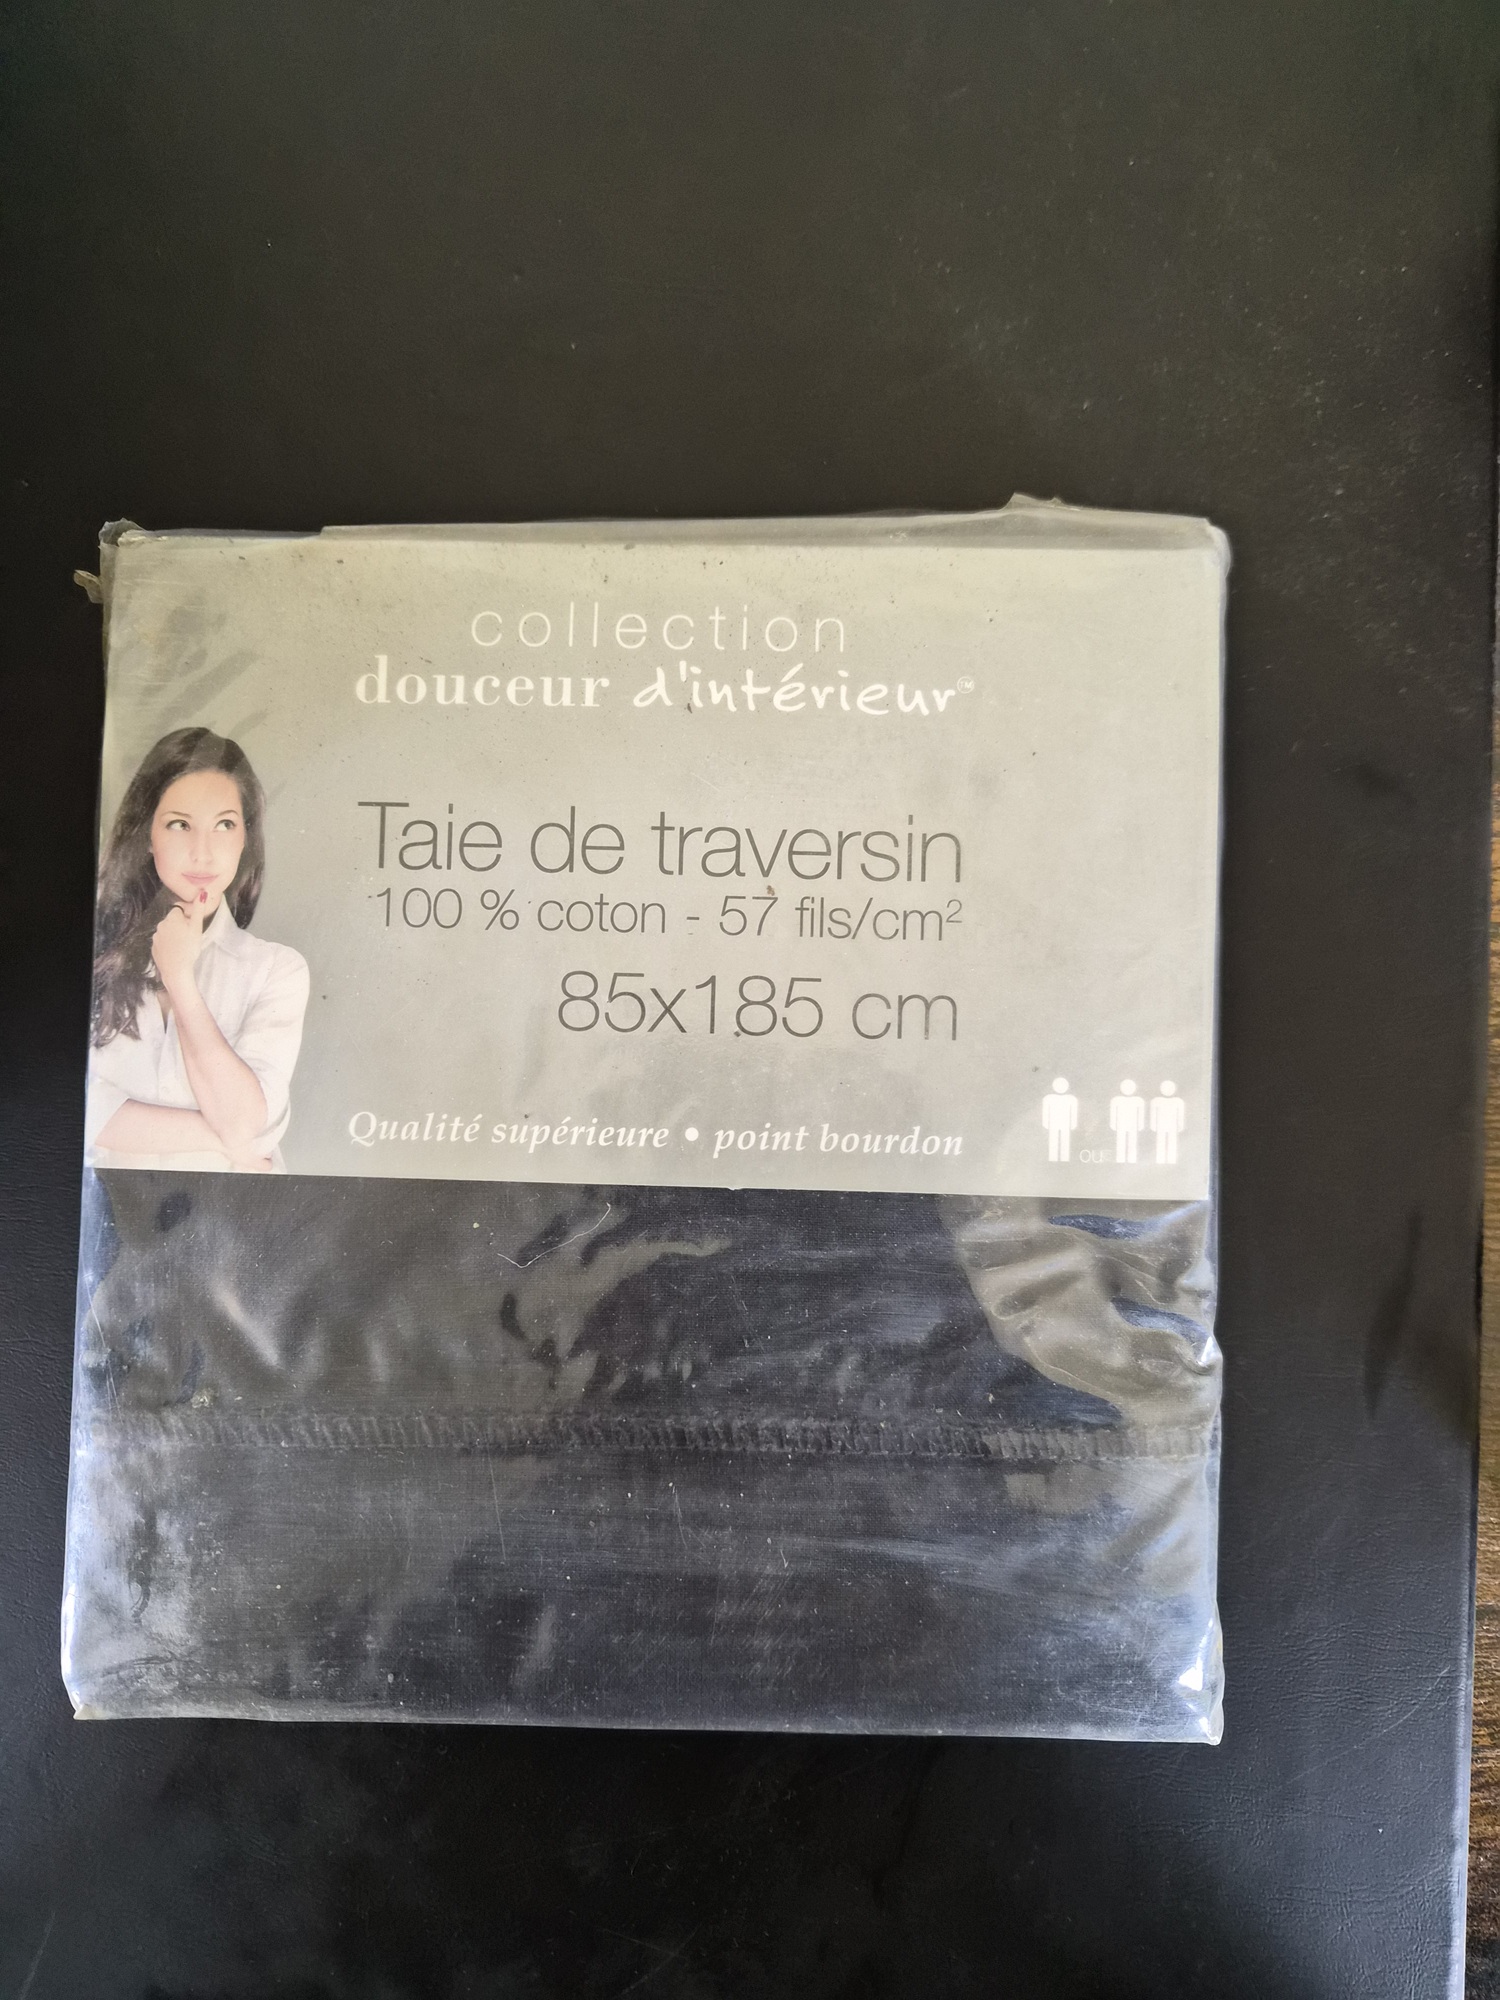 collection
douceur d'intérieur™
Taie de traversin
100 % coton - 57 fils/cm²
85x185 cm
Qualité supérieure • point bourdon
ou